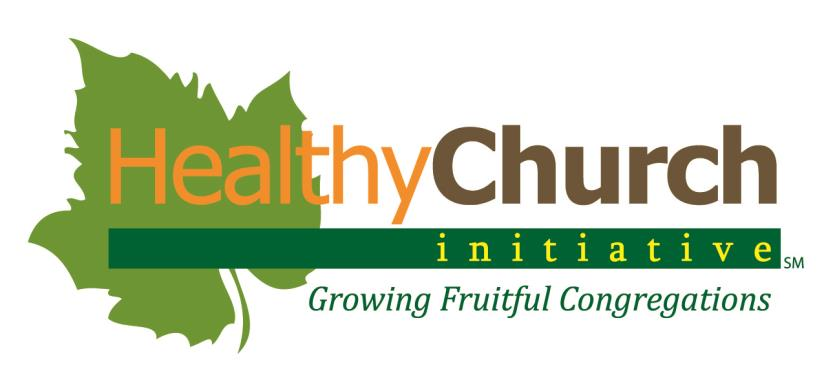 HealthyChurch
initiative SM
Growing Fruitful Congregations